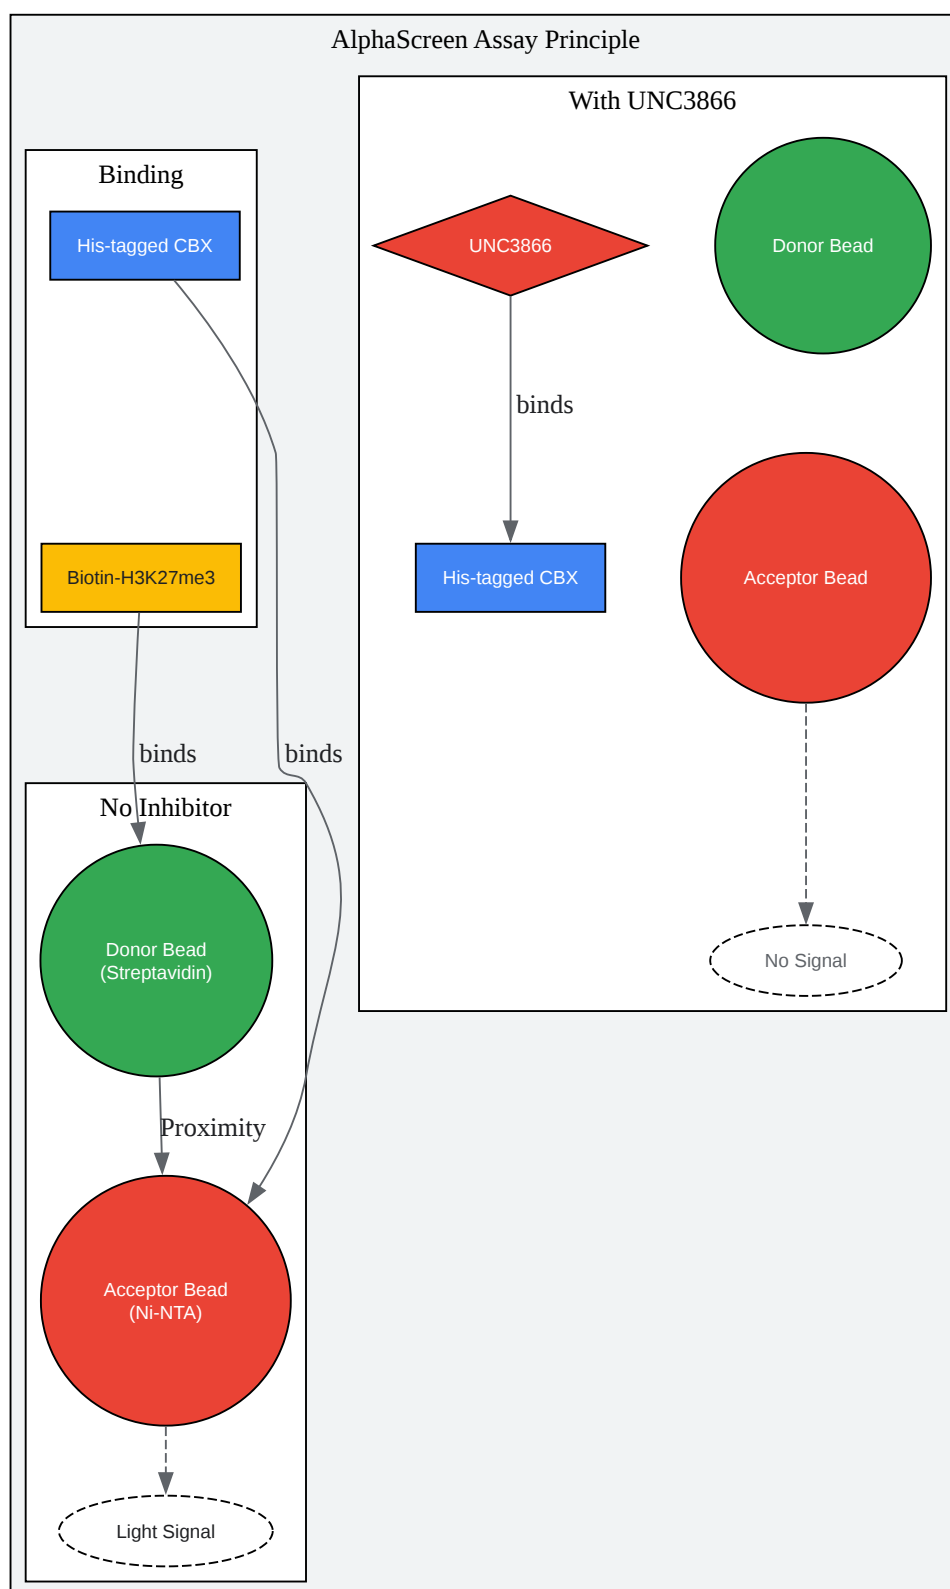 AlphaScreen Assay Principle
Binding
His-tagged CBX
Biotin-H3K27me3
binds
binds
No Inhibitor
Donor Bead
(Streptavidin)
Proximity
Acceptor Bead
(Ni-NTA)
Light Signal
With UNC3866
UNC3866
Donor Bead
binds
His-tagged CBX
Acceptor Bead
No Signal